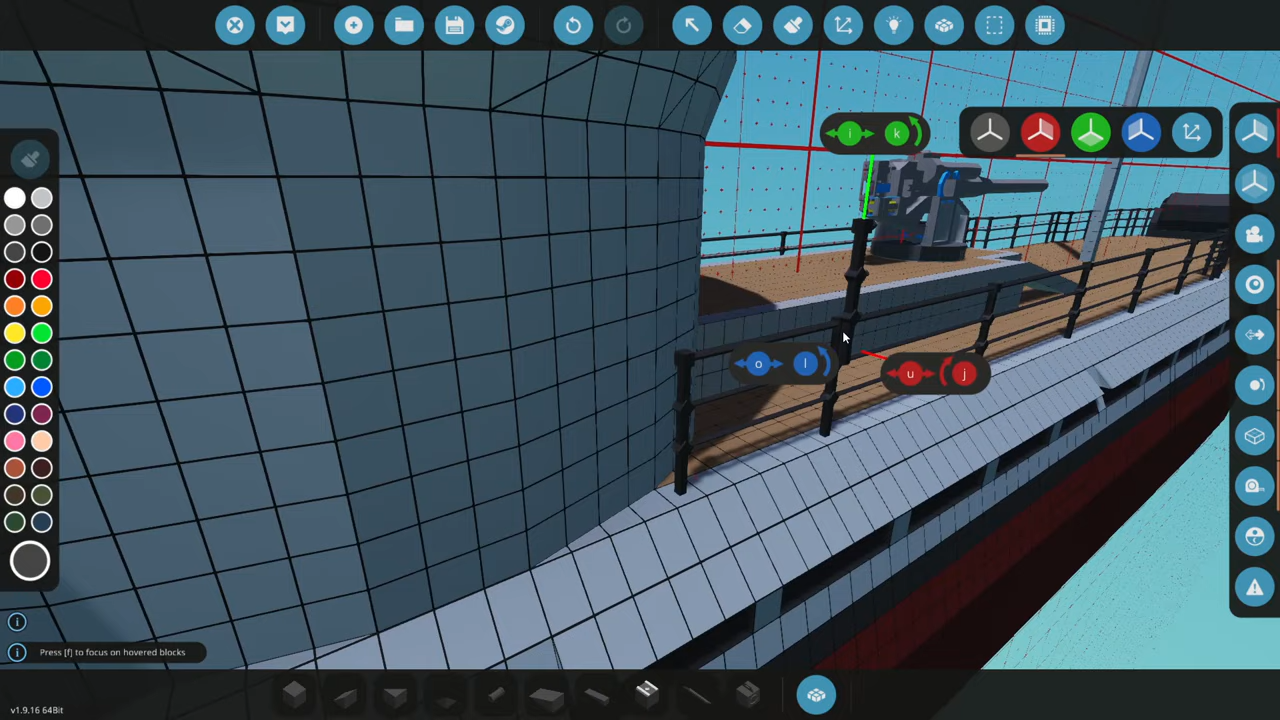 i k
o l
u j
Press [f] to focus on hovered blocks
v1.9.16 64Bit